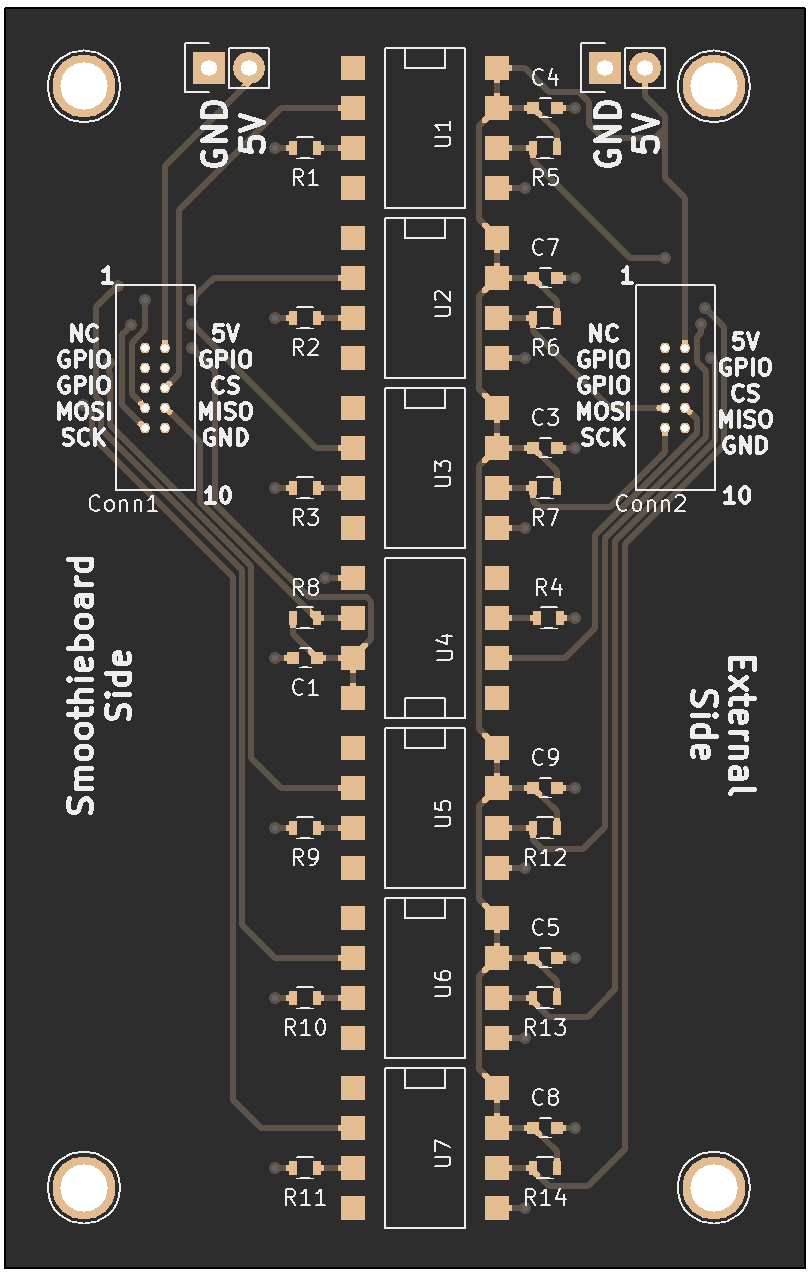 GND
5V
GND
5V
C4
U1
R1
R5
C7
U2
R2
R6
1
NC
GPIO
GPIO
MOSI
SCK
5V
GPIO
CS
MISO
GND
10
Conn1
1
NC
GPIO
GPIO
MOSI
SCK
5V
GPIO
CS
MISO
GND
10
Conn2
C3
U3
R3
R7
R8
R4
U4
C1
Smoothieboard
Side
External
Side
C9
U5
R9
R12
C5
U6
R10
R13
C8
U7
R11
R14